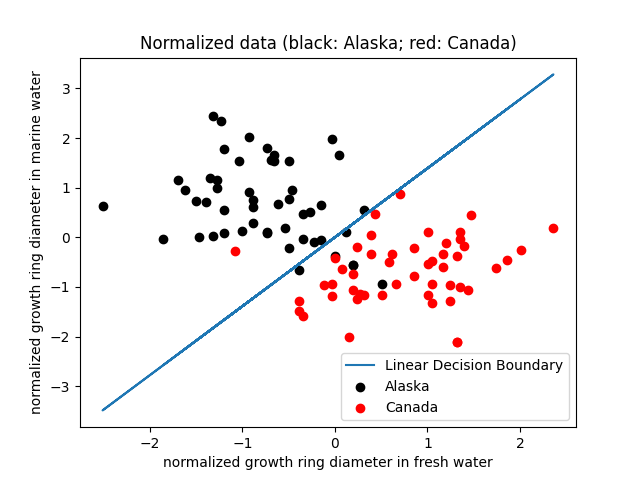 Normalized data (black: Alaska; red: Canada)
normalized growth ring diameter in marine water
3
2
1
0
−1
−2
−3
−2
−1
0
1
2
normalized growth ring diameter in fresh water
Linear Decision Boundary
Alaska
Canada